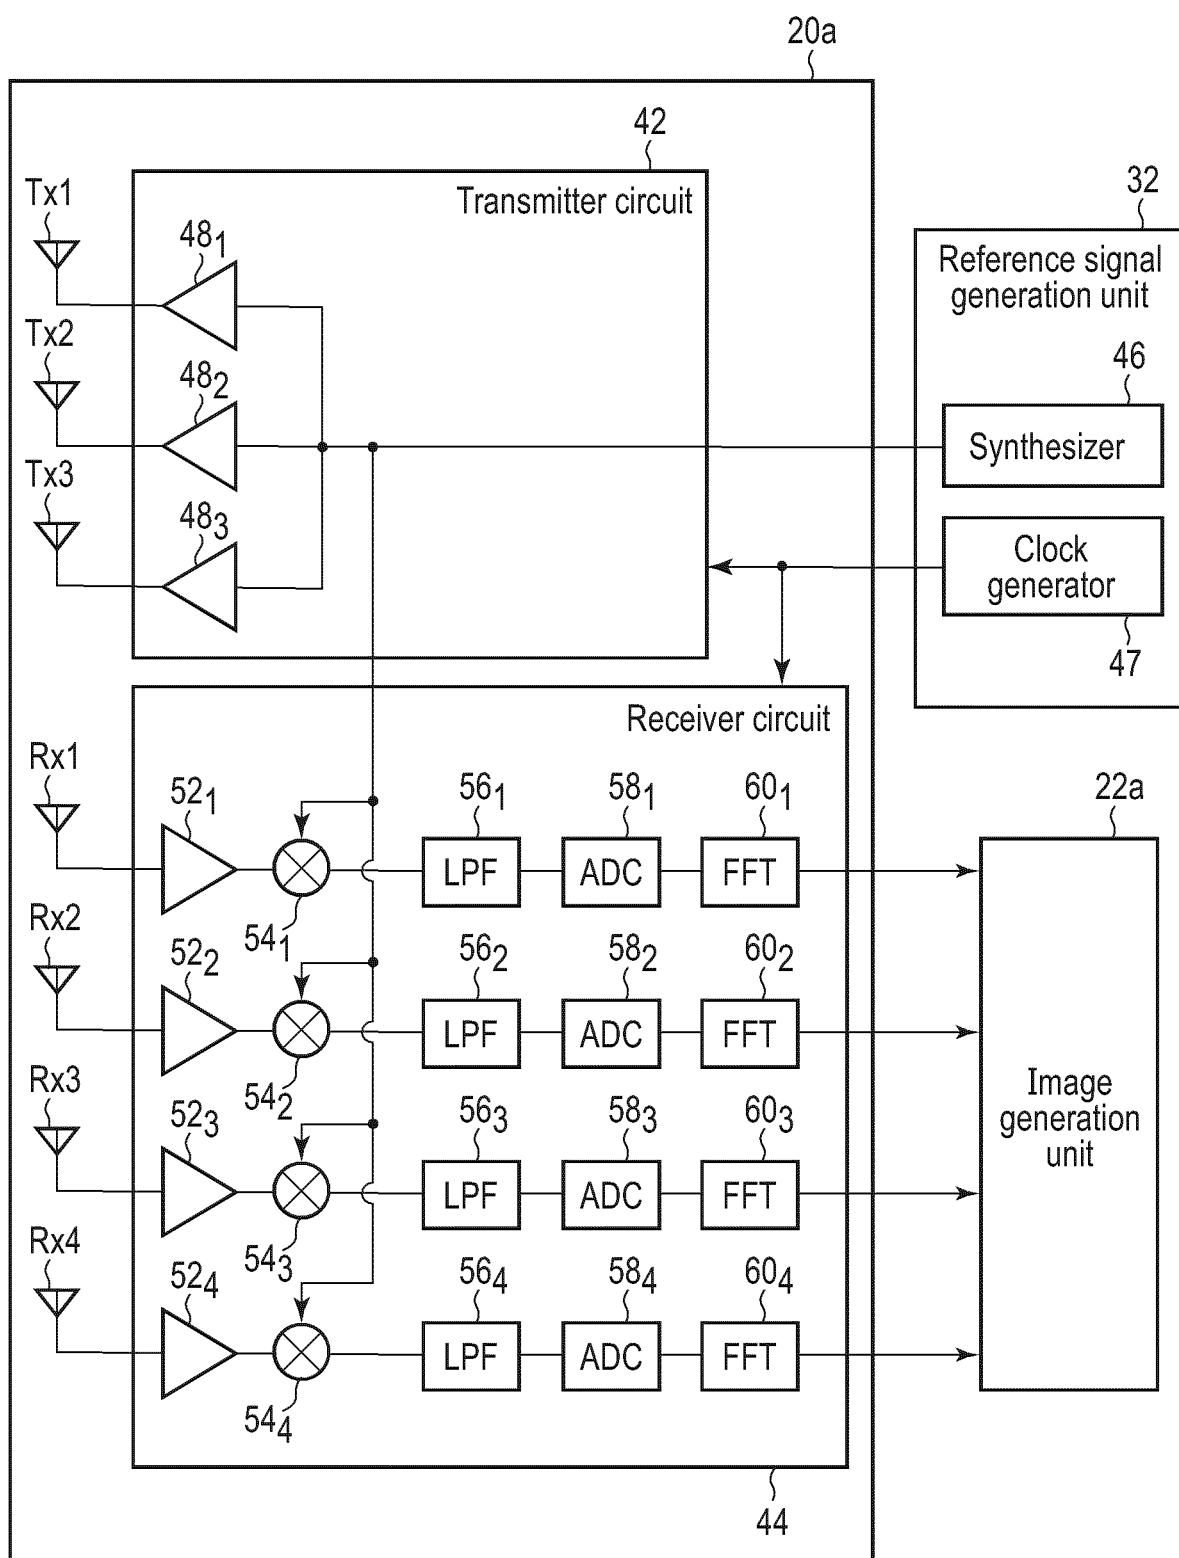 20a
42
Transmitter circuit
Tx1
48₁
32
Reference signal
generation unit
Tx2
48₂
46
Synthesizer
Tx3
48₃
Clock
generator
47
Receiver circuit
Rx1
52₁
56₁
58₁
60₁
22a
LPF
ADC
FFT
54₁
Rx2
52₂
56₂
58₂
60₂
LPF
ADC
FFT
54₂
Rx3
52₃
56₃
58₃
60₃
Image
generation
unit
LPF
ADC
FFT
54₃
Rx4
52₄
56₄
58₄
60₄
LPF
ADC
FFT
54₄
44